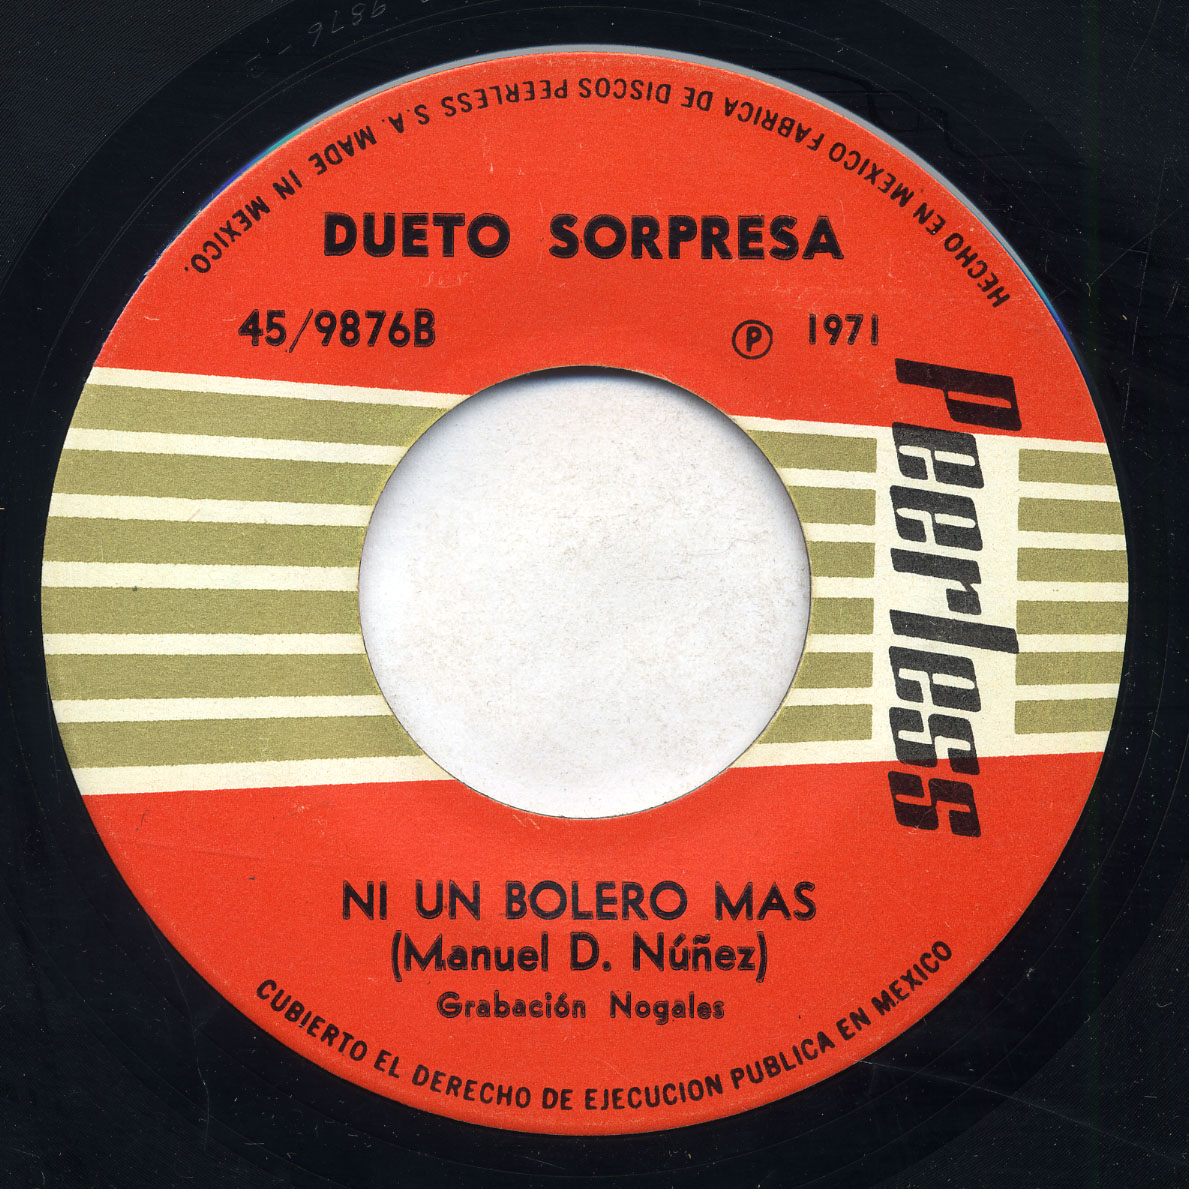 HECHO EN MEXICO FABRICA DE DISCOS PEERLESS S.A. MADE IN MEXICO.
DUETO SORPRESA
45/9876B
℗ 1971
Peerless
NI UN BOLERO MAS
(Manuel D. Núñez)
Grabación Nogales
CUBIERTO EL DERECHO DE EJECUCION PUBLICA EN MEXICO